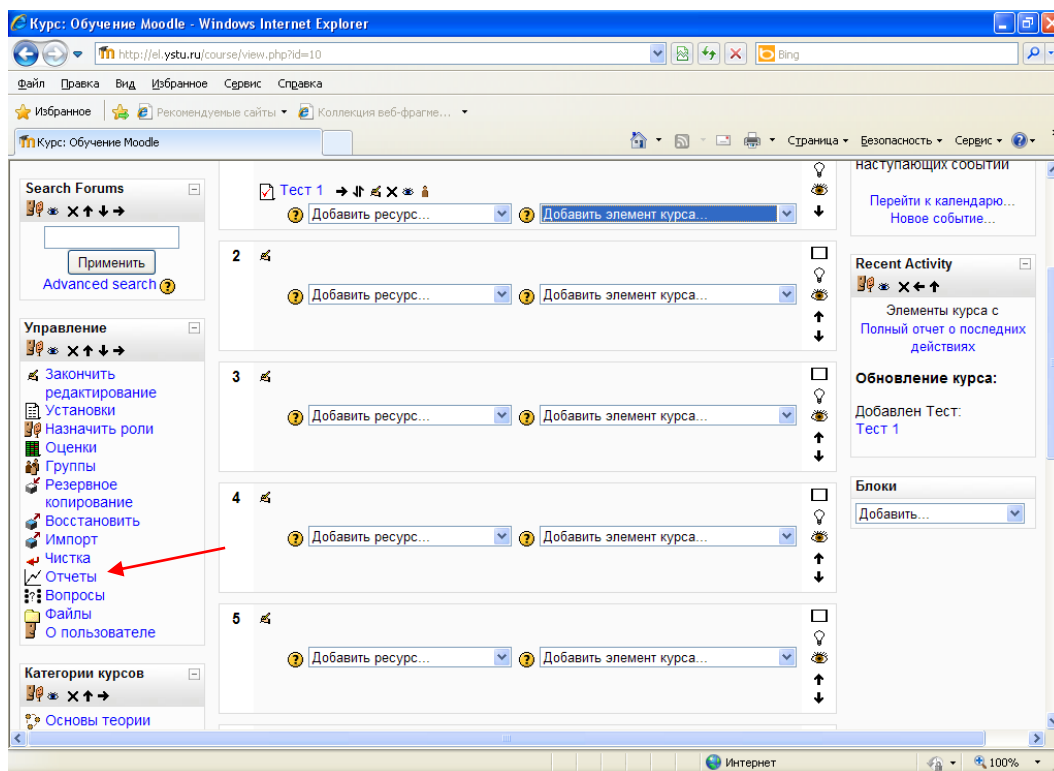 Курс: Обучение Moodle - Windows Internet Explorer
http://el.ystu.ru/course/view.php?id=10
Bing
Файл Правка Вид Избранное Сервис Справка
Избранное Рекомендуемые сайты Коллекция веб-фрагме...
Курс: Обучение Moodle
Страница Безопасность Сервис
Search Forums
Применить
Advanced search
Управление
Закончить
редактирование
Установки
Назначить роли
Оценки
Группы
Резервное
копирование
Восстановить
Импорт
Чистка
Отчеты
Вопросы
Файлы
О пользователе
Категории курсов
Основы теории
Тест 1
Добавить ресурс... Добавить элемент курса...
2
Добавить ресурс... Добавить элемент курса...
3
Добавить ресурс... Добавить элемент курса...
4
Добавить ресурс... Добавить элемент курса...
5
Добавить ресурс... Добавить элемент курса...
наступающих событий
Перейти к календарю...
Новое событие...
Recent Activity
Элементы курса с
Полный отчет о последних
действиях
Обновление курса:
Добавлен Тест:
Тест 1
Блоки
Добавить...
Интернет
100%